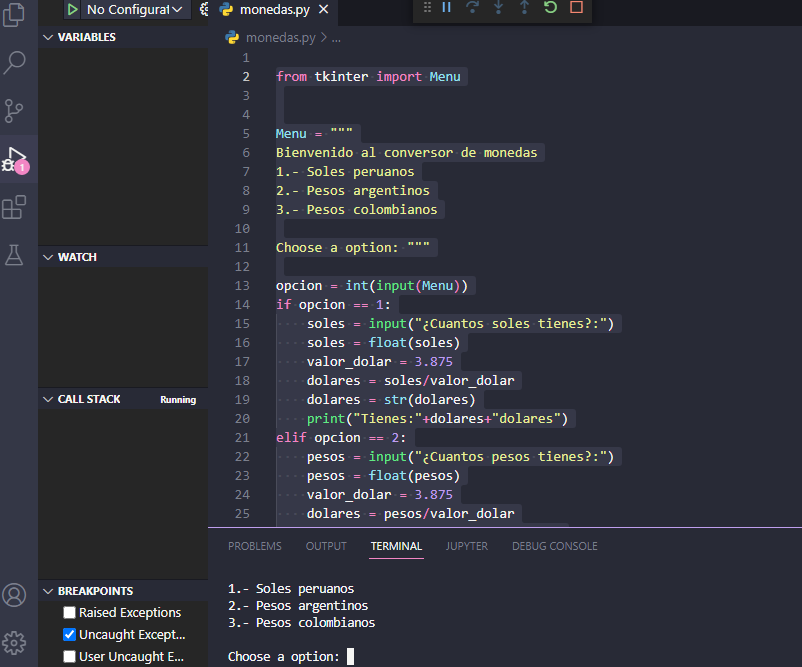 No Configurat
monedas.py
VARIABLES
monedas.py > ...
1
2 from tkinter import Menu
3
4
5 Menu = """
6 Bienvenido al conversor de monedas
7 1.- Soles peruanos
8 2.- Pesos argentinos
9 3.- Pesos colombianos
10
11 Choose a option: """
12
13 opcion = int(input(Menu))
14 if opcion == 1:
15 soles = input("¿Cuantos soles tienes?:")
16 soles = float(soles)
17 valor_dolar = 3.875
18 dolares = soles/valor_dolar
19 dolares = str(dolares)
20 print("Tienes:"+dolares+"dolares")
21 elif opcion == 2:
22 pesos = input("¿Cuantos pesos tienes?:")
23 pesos = float(pesos)
24 valor_dolar = 3.875
25 dolares = pesos/valor_dolar
1
WATCH
CALL STACK Running
BREAKPOINTS
Raised Exceptions
Uncaught Except...
User Uncaught E...
PROBLEMS OUTPUT TERMINAL JUPYTER DEBUG CONSOLE
1.- Soles peruanos
2.- Pesos argentinos
3.- Pesos colombianos
Choose a option: